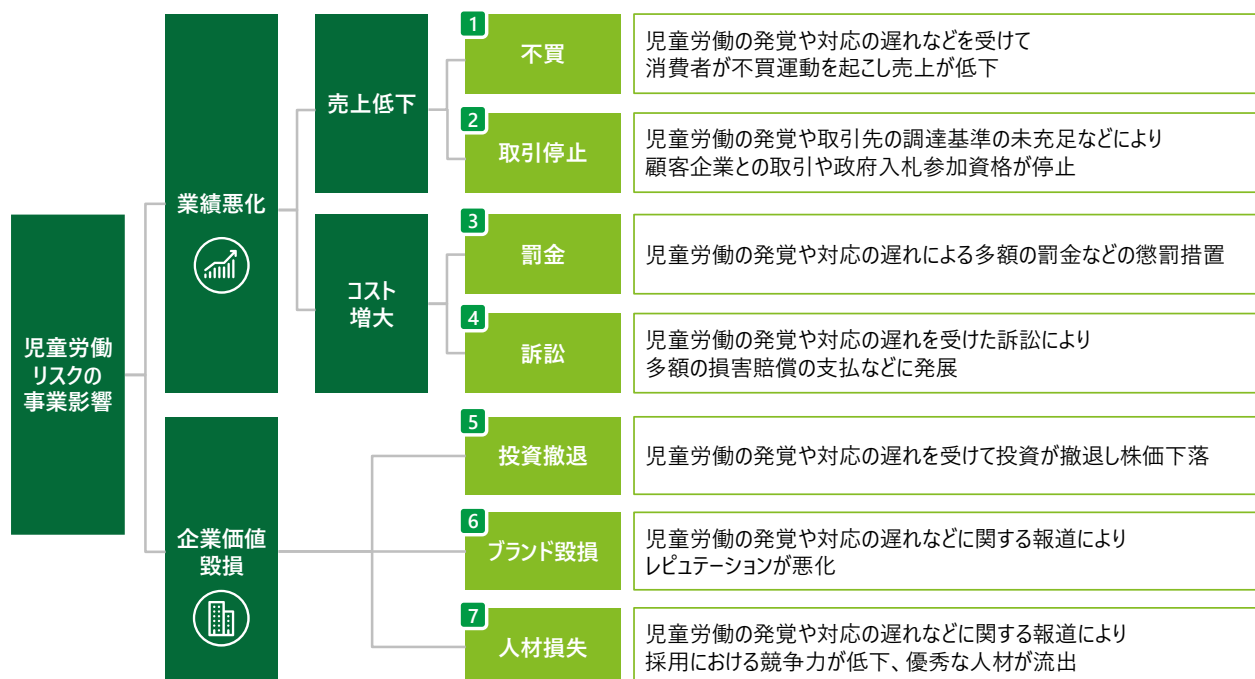 児童労働
リスクの
事業影響
業績悪化
売上低下
1
不買
児童労働の発覚や対応の遅れなどを受けて
消費者が不買運動を起こし売上が低下
2
取引停止
児童労働の発覚や取引先の調達基準の未充足などにより
顧客企業との取引や政府入札参加資格が停止
コスト
増大
3
罰金
児童労働の発覚や対応の遅れによる多額の罰金などの懲罰措置
4
訴訟
児童労働の発覚や対応の遅れを受けた訴訟により
多額の損害賠償の支払などに発展
企業価値
毀損
5
投資撤退
児童労働の発覚や対応の遅れを受けて投資が撤退し株価下落
6
ブランド毀損
児童労働の発覚や対応の遅れなどに関する報道により
レピュテーションが悪化
7
人材損失
児童労働の発覚や対応の遅れなどに関する報道により
採用における競争力が低下、優秀な人材が流出